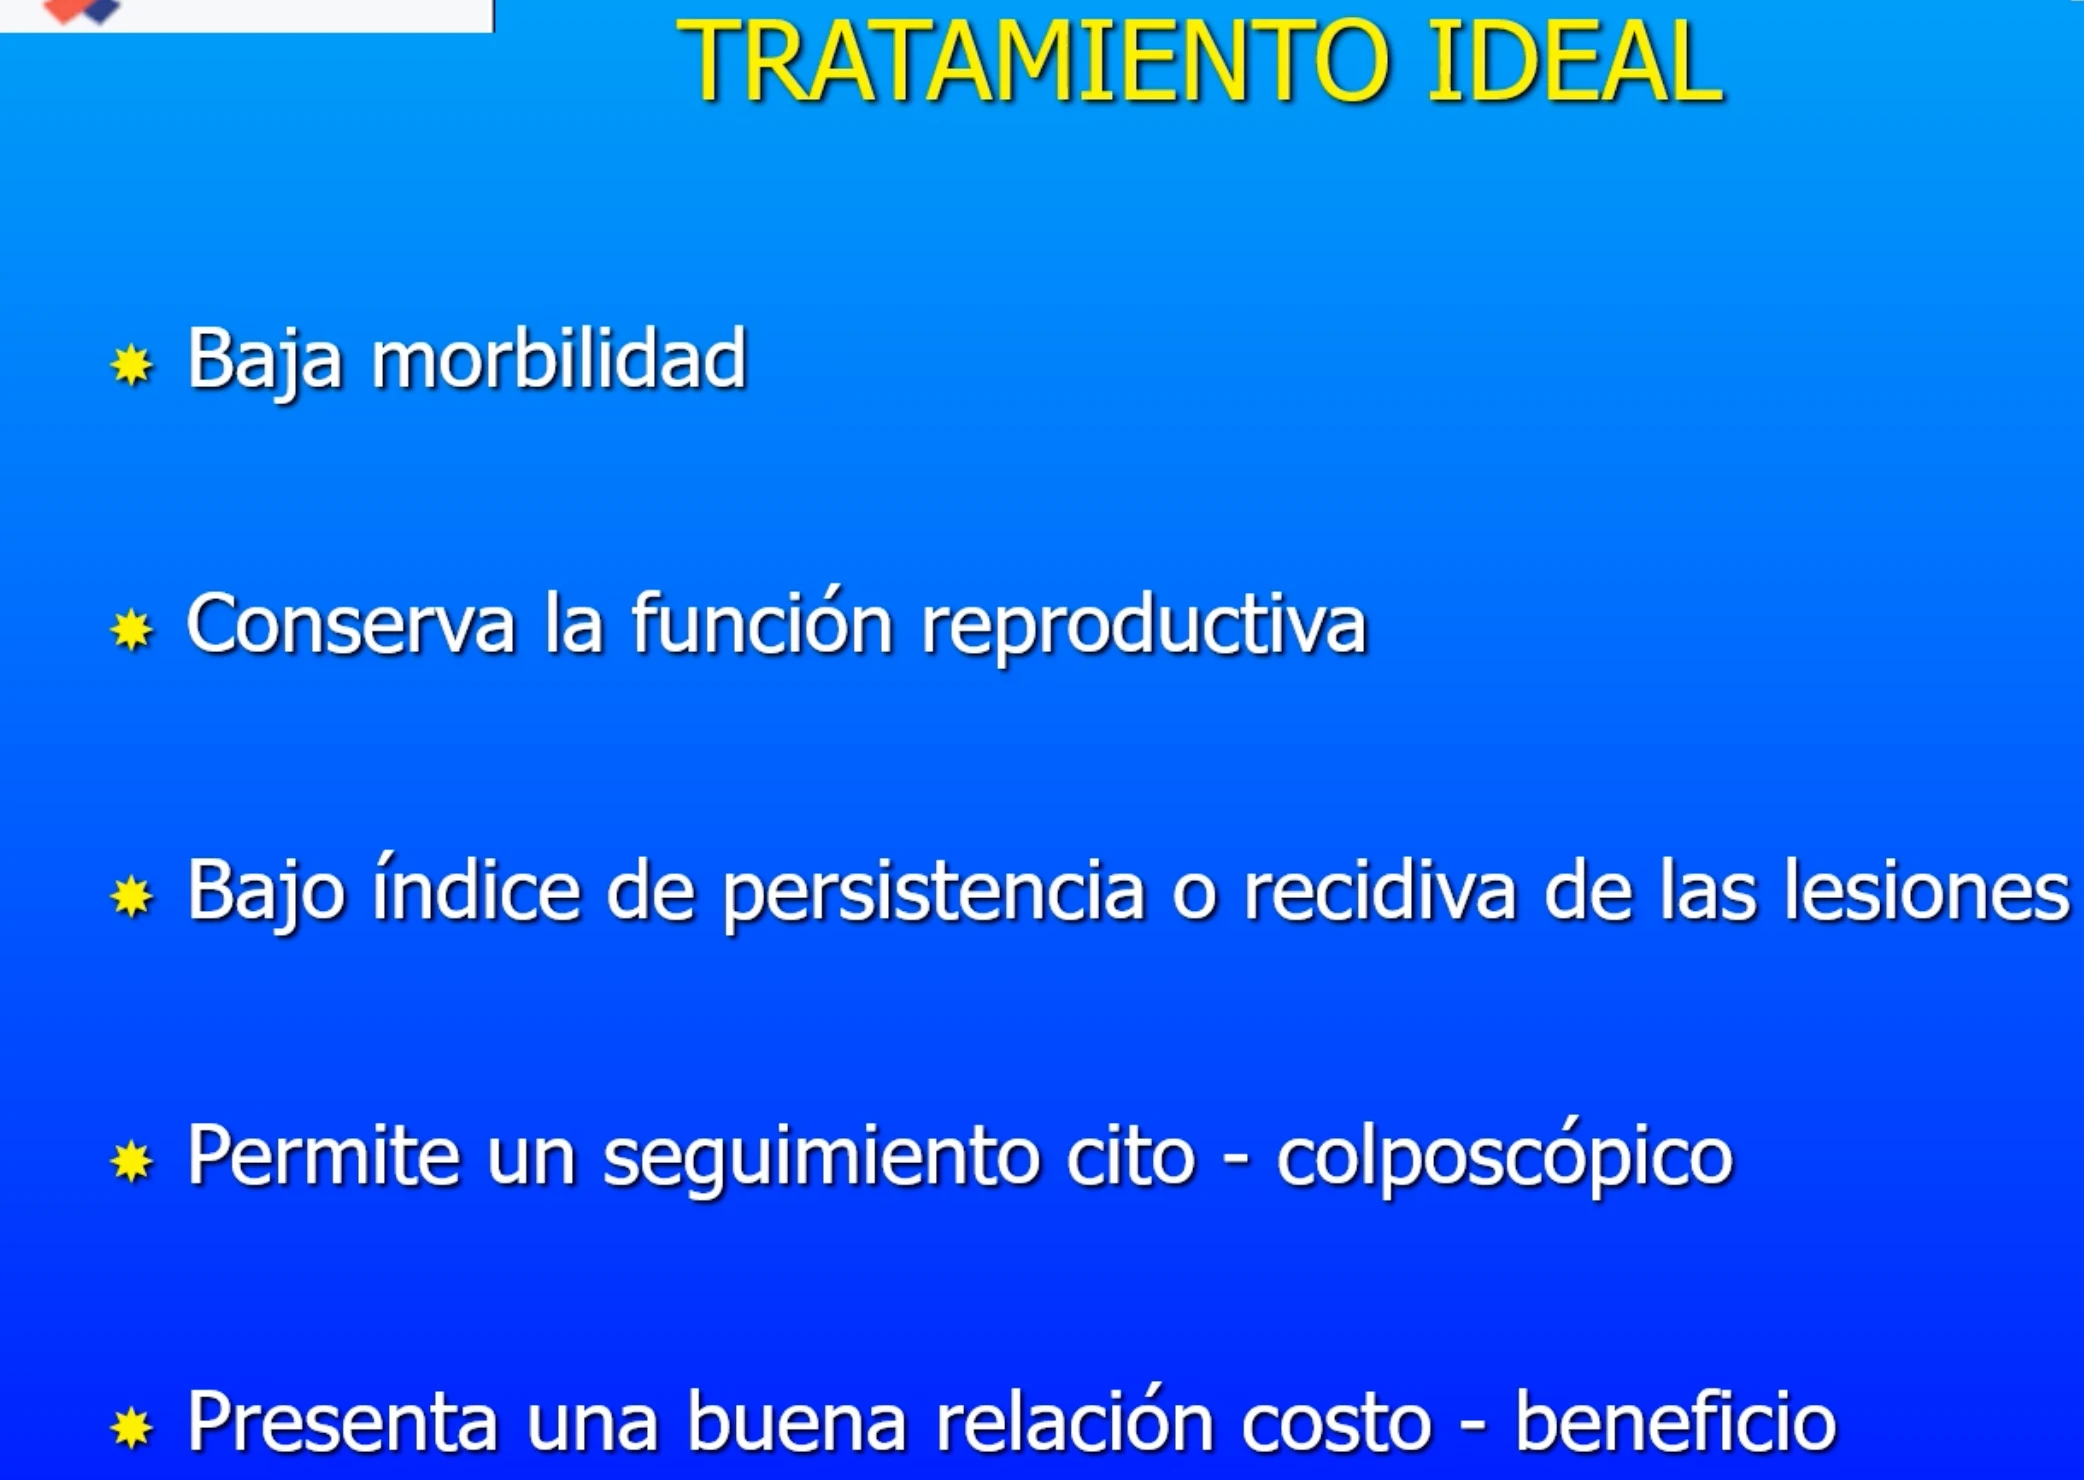 TRATAMIENTO IDEAL
Baja morbilidad
Conserva la función reproductiva
Bajo índice de persistencia o recidiva de las lesiones
Permite un seguimiento cito - colposcópico
Presenta una buena relación costo - beneficio